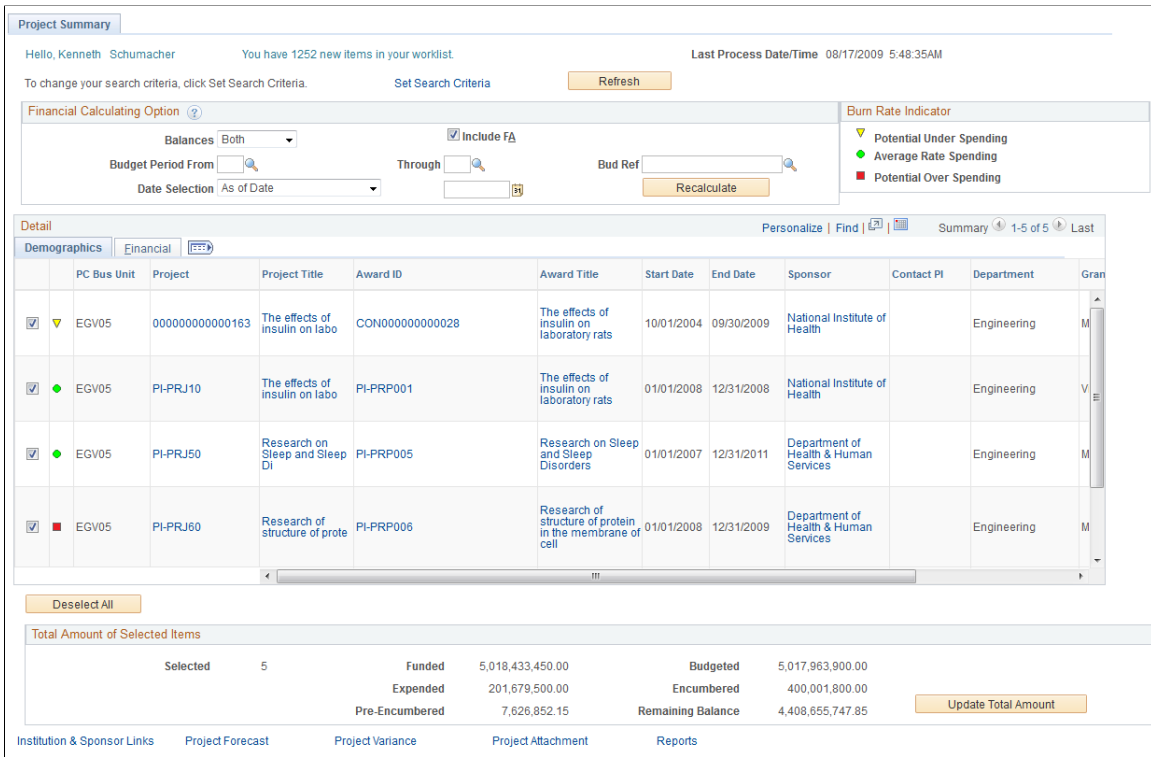 Project Summary
Hello, Kenneth Schumacher You have 1252 new items in your worklist. Last Process Date/Time 08/17/2009 5:48:35AM
To change your search criteria, click Set Search Criteria. Set Search Criteria Refresh
Financial Calculating Option ? Burn Rate Indicator
Balances Both Include FA Potential Under Spending
Budget Period From Through Bud Ref Average Rate Spending
Date Selection As of Date 31 Recalculate Potential Over Spending
Detail Personalize | Find | | Summary 1-5 of 5 Last
Demographics Financial
PC Bus Unit Project Project Title Award ID Award Title Start Date End Date Sponsor Contact PI Department Gran
EGV05 000000000000163 The effects of insulin on labo CON000000000028 The effects of insulin on laboratory rats 10/01/2004 09/30/2009 National Institute of Health Engineering M
EGV05 PI-PRJ10 The effects of insulin on labo PI-PRP001 The effects of insulin on laboratory rats 01/01/2008 12/31/2008 National Institute of Health Engineering V
EGV05 PI-PRJ50 Research on Sleep and Sleep Di PI-PRP005 Research on Sleep and Sleep Disorders 01/01/2007 12/31/2011 Department of Health & Human Services Engineering M
EGV05 PI-PRJ60 Research of structure of prote PI-PRP006 Research of structure of protein in the membrane of cell 01/01/2008 12/31/2009 Department of Health & Human Services Engineering M
Deselect All
Total Amount of Selected Items
Selected 5 Funded 5,018,433,450.00 Budgeted 5,017,963,900.00
Expended 201,679,500.00 Encumbered 400,001,800.00
Pre-Encumbered 7,626,852.15 Remaining Balance 4,408,655,747.85 Update Total Amount
Institution & Sponsor Links Project Forecast Project Variance Project Attachment Reports